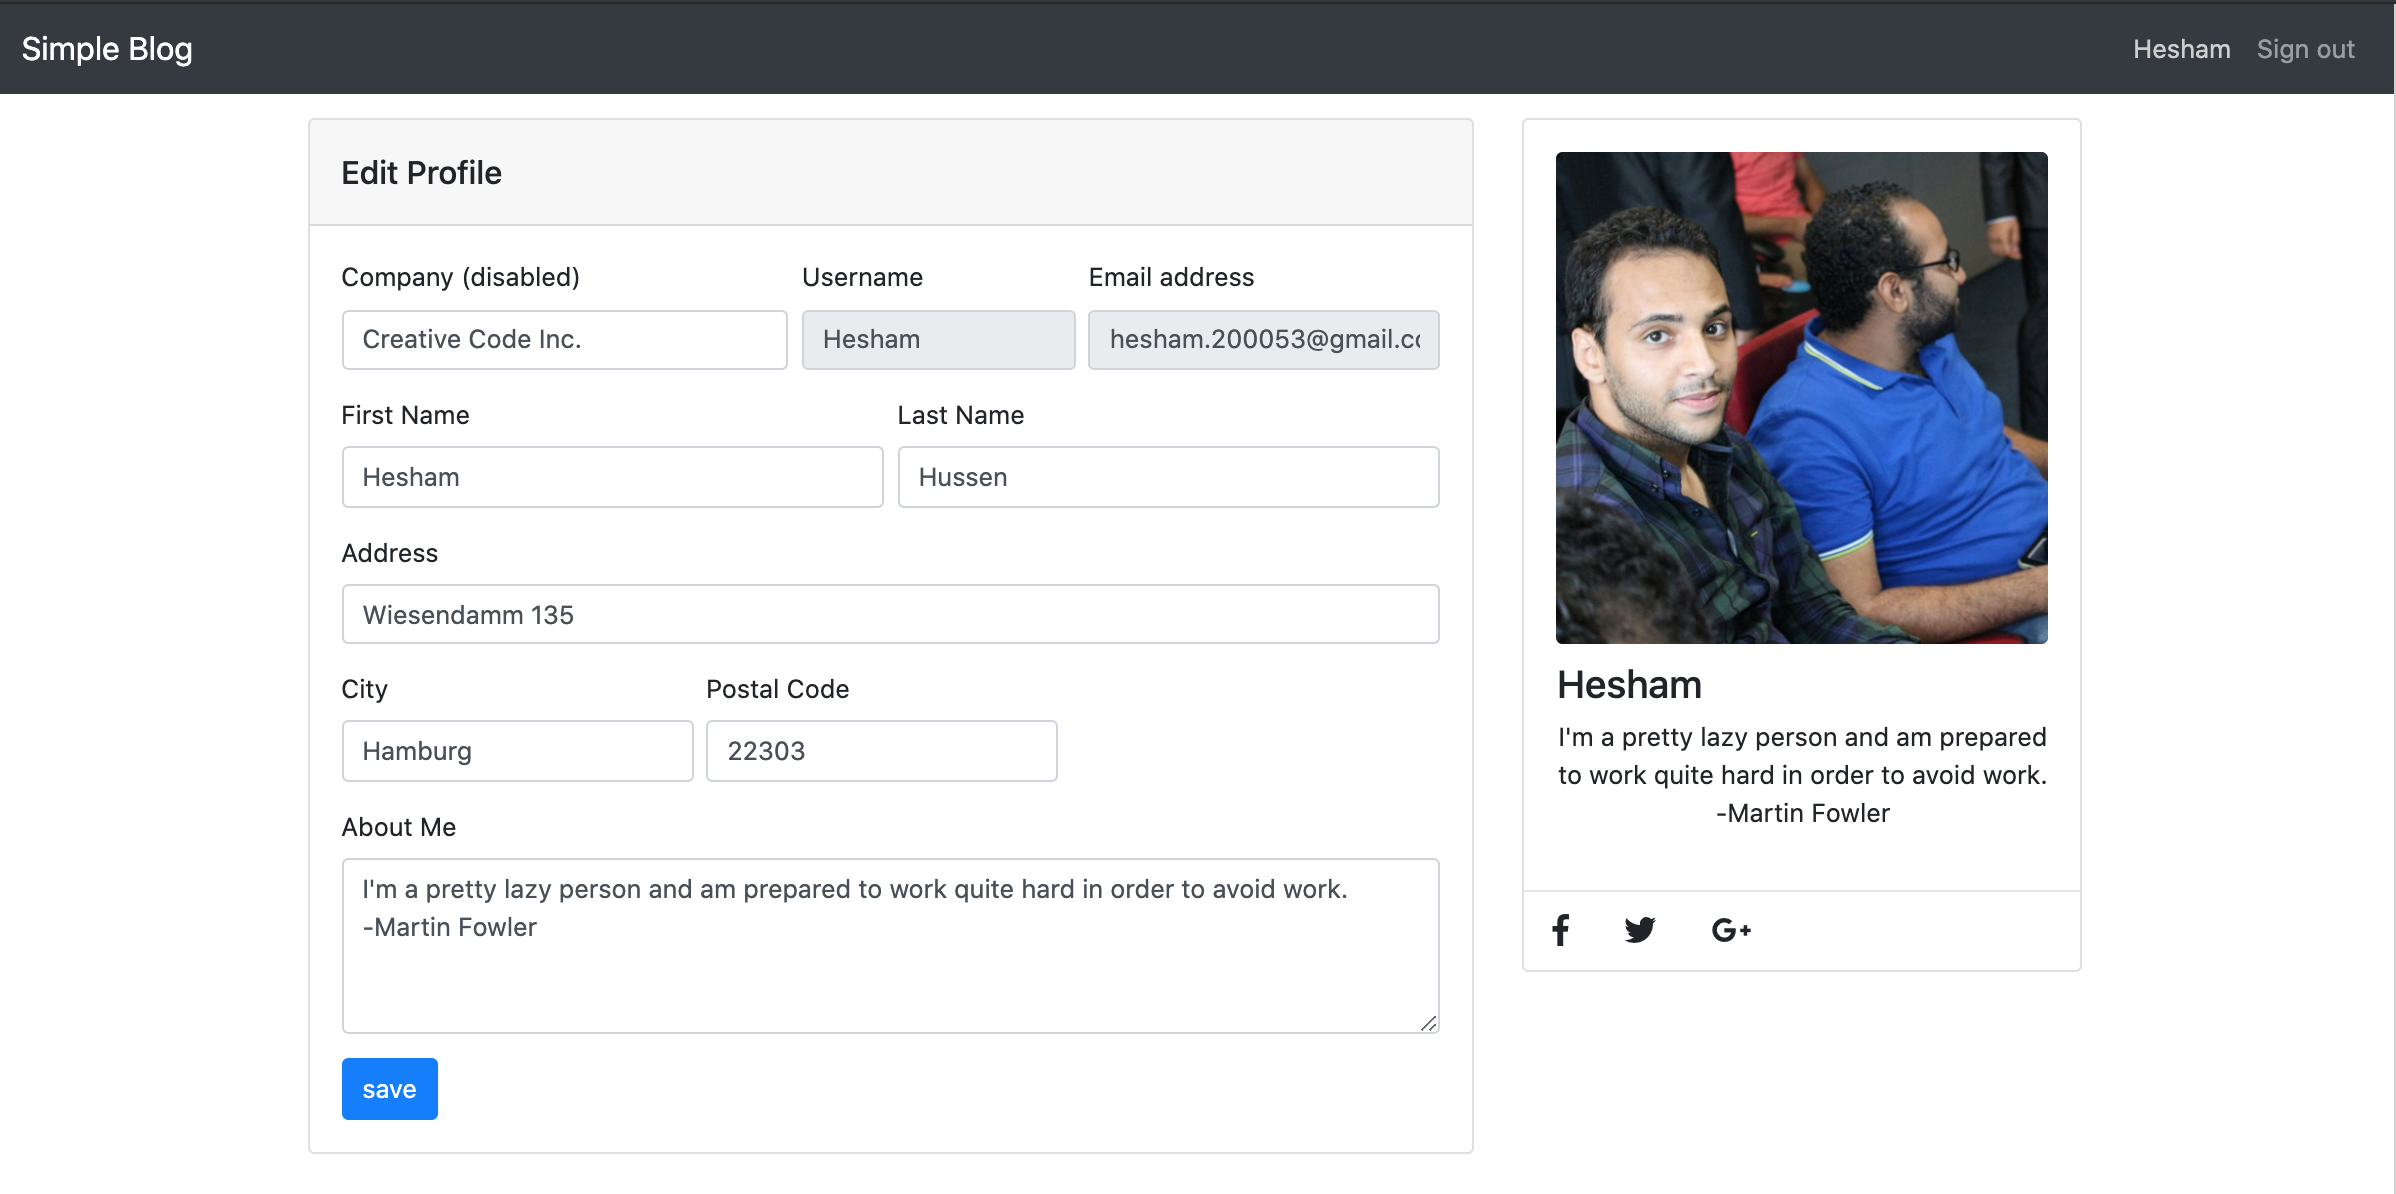 Simple Blog
Hesham Sign out
Edit Profile
Company (disabled) Username Email address
Creative Code Inc. Hesham hesham.200053@gmail.co
First Name Last Name
Hesham Hussen
Address
Wiesendamm 135
City Postal Code
Hamburg 22303
About Me
I'm a pretty lazy person and am prepared to work quite hard in order to avoid work.
-Martin Fowler
save
Hesham
I'm a pretty lazy person and am prepared
to work quite hard in order to avoid work.
-Martin Fowler
G+